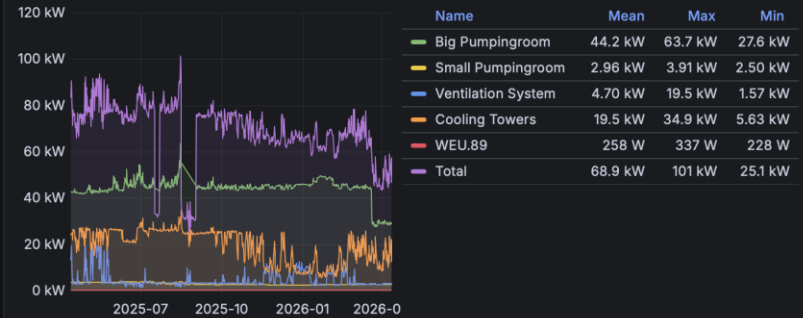 120 kW
100 kW
80 kW
60 kW
40 kW
20 kW
0 kW
2025-07 2025-10 2026-01 2026-0
Name Mean Max Min
Big Pumpingroom 44.2 kW 63.7 kW 27.6 kW
Small Pumpingroom 2.96 kW 3.91 kW 2.50 kW
Ventilation System 4.70 kW 19.5 kW 1.57 kW
Cooling Towers 19.5 kW 34.9 kW 5.63 kW
WEU.89 258 W 337 W 228 W
Total 68.9 kW 101 kW 25.1 kW